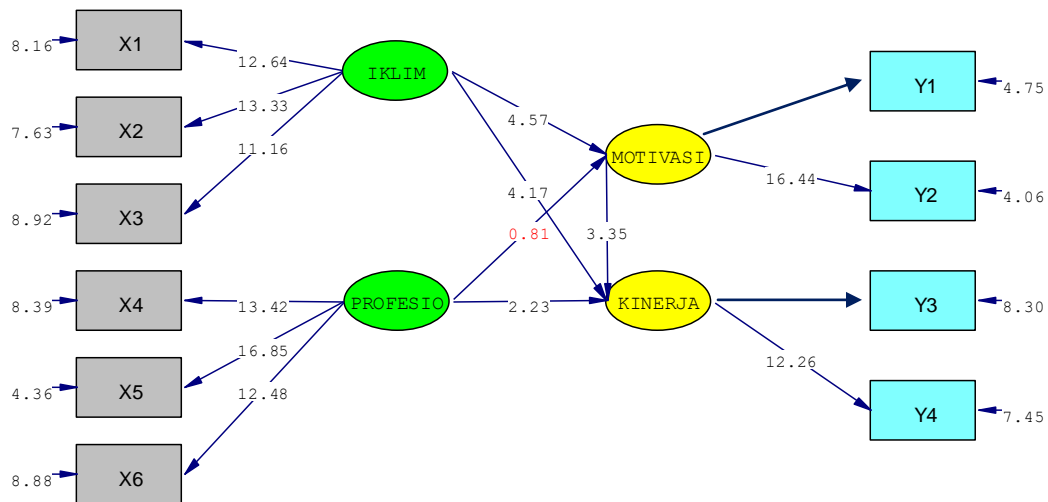 8.16
X1
7.63
X2
8.92
X3
8.39
X4
4.36
X5
8.88
X6
12.64
13.33
11.16
13.42
16.85
12.48
IKLIM
PROFESIO
4.57
4.17
0.81
2.23
3.35
MOTIVASI
KINERJA
16.44
12.26
Y1
4.75
Y2
4.06
Y3
8.30
Y4
7.45